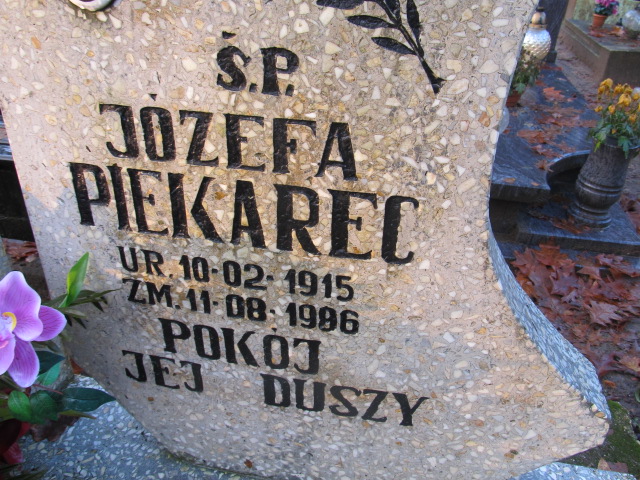 Ś.P.
JÓZEFA
PIEKAREC
UR. 10-02-1915
ZM. 11-08-1996
POKÓJ
JEJ DUSZY